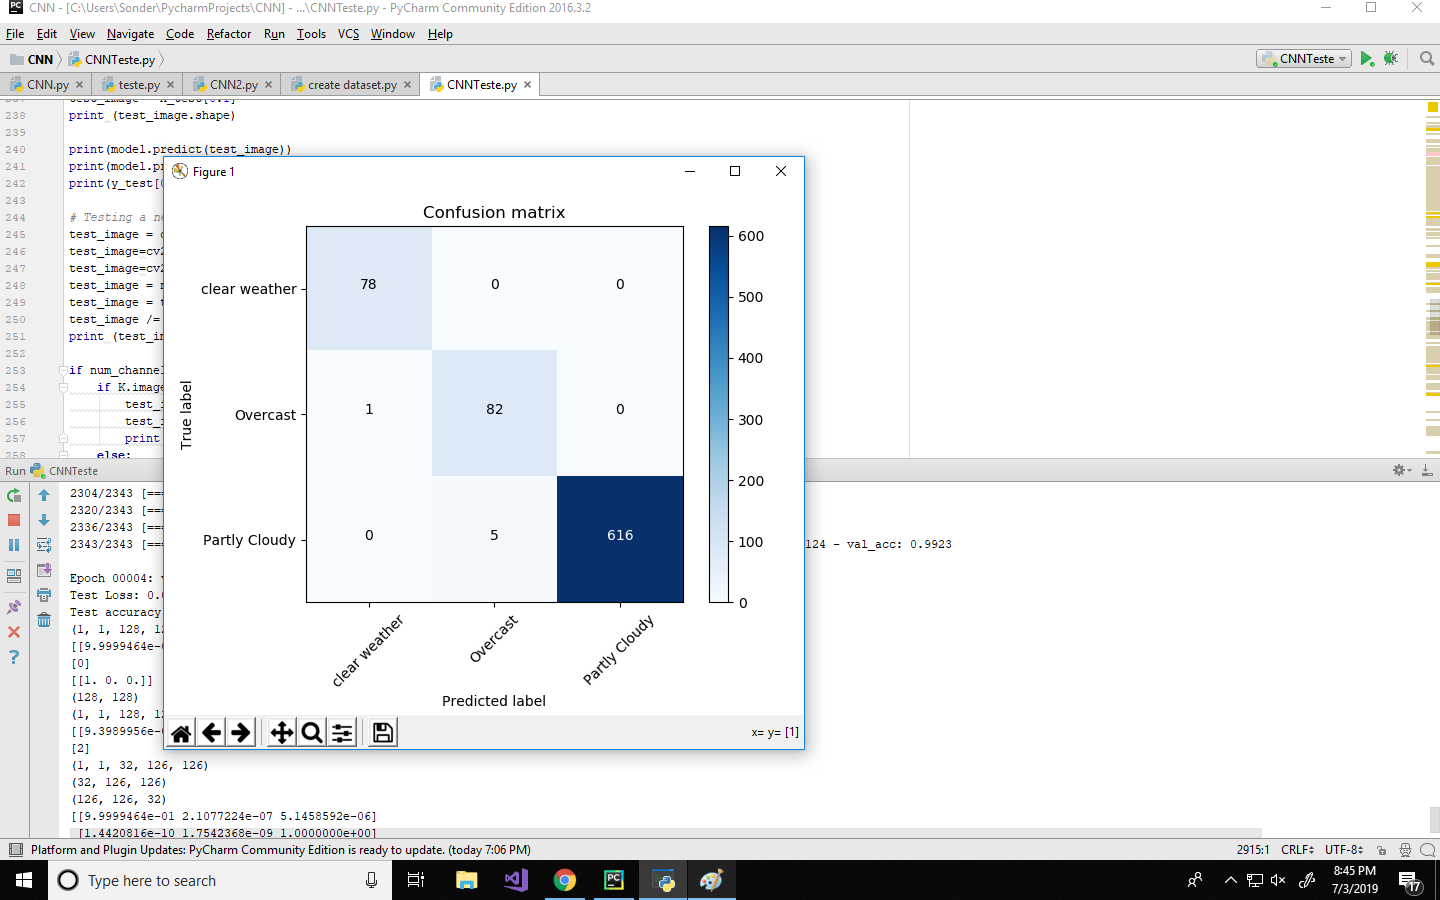 CNN - [C:\Users\Sonder\PycharmProjects\CNN] - ...\CNNTeste.py - PyCharm Community Edition 2016.3.2
File Edit View Navigate Code Refactor Run Tools VCS Window Help
CNN CNNTeste.py CNNTeste
CNN.py teste.py CNN2.py create dataset.py CNNTeste.py
238 print (test_image.shape)
239
240 print(model.predict(test_image))
241 print(model.pr
242 print(y_test[
243
244 # Testing a ne
245 test_image =
246 test_image=cv2
247 test_image=cv2
248 test_image =
249 test_image =
250 test_image /=
251 print (test_im
252
253 if num_channel
254 if K.image
255 test_i
256 test_i
257 print
258 else:
Figure 1
Confusion matrix
clear weather 78 0 0
Overcast 1 82 0
Partly Cloudy 0 5 616
True label
clear weather Overcast Partly Cloudy
Predicted label
600
500
400
300
200
100
0
x= y= [1]
Run CNNTeste
2304/2343 [===
2320/2343 [===
2336/2343 [===
2343/2343 [=== 124 - val_acc: 0.9923
Epoch 00004:
Test Loss: 0.0
Test accuracy
(1, 1, 128, 12
[[9.9999464e-
[0]
[[1. 0. 0.]]
(128, 128)
(1, 1, 128, 12
[[9.3989956e-
[2]
(1, 1, 32, 126, 126)
(32, 126, 126)
(126, 126, 32)
[[9.9999464e-01 2.1077224e-07 5.1458592e-06]
[1.4420816e-10 1.7542368e-09 1.0000000e+00]
Platform and Plugin Updates: PyCharm Community Edition is ready to update. (today 7:06 PM) 2915:1 CRLF UTF-8
Type here to search
8:45 PM
7/3/2019
17